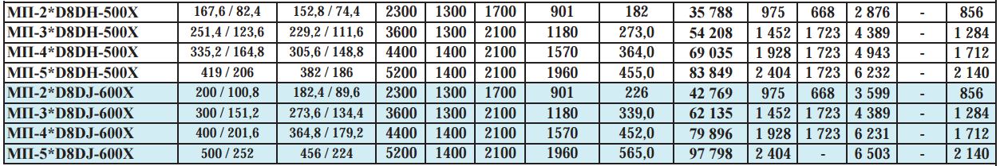 МП-2*D8DH-500X 167,6 / 82,4 152,8 / 74,4 2300 1300 1700 901 182 35 788 975 668 2 876 - 856
МП-3*D8DH-500X 251,4 / 123,6 229,2 / 111,6 3600 1300 2100 1180 273,0 54 208 1 452 1 723 4 389 - 1 284
МП-4*D8DH-500X 335,2 / 164,8 305,6 / 148,8 4400 1400 2100 1570 364,0 69 035 1 928 1 723 4 943 - 1 712
МП-5*D8DH-500X 419 / 206 382 / 186 5200 1400 2100 1960 455,0 83 849 2 404 1 723 6 232 - 2 140
МП-2*D8DJ-600X 200 / 100,8 182,4 / 89,6 2300 1300 1700 901 226 42 769 975 668 3 599 - 856
МП-3*D8DJ-600X 300 / 151,2 273,6 / 134,4 3600 1300 2100 1180 339,0 62 135 1 452 1 723 4 389 - 1 284
МП-4*D8DJ-600X 400 / 201,6 364,8 / 179,2 4400 1400 2100 1570 452,0 79 896 1 928 1 723 6 231 - 1 712
МП-5*D8DJ-600X 500 / 252 456 / 224 5200 1400 2100 1960 565,0 97 798 2 404 - 6 503 - 2 140